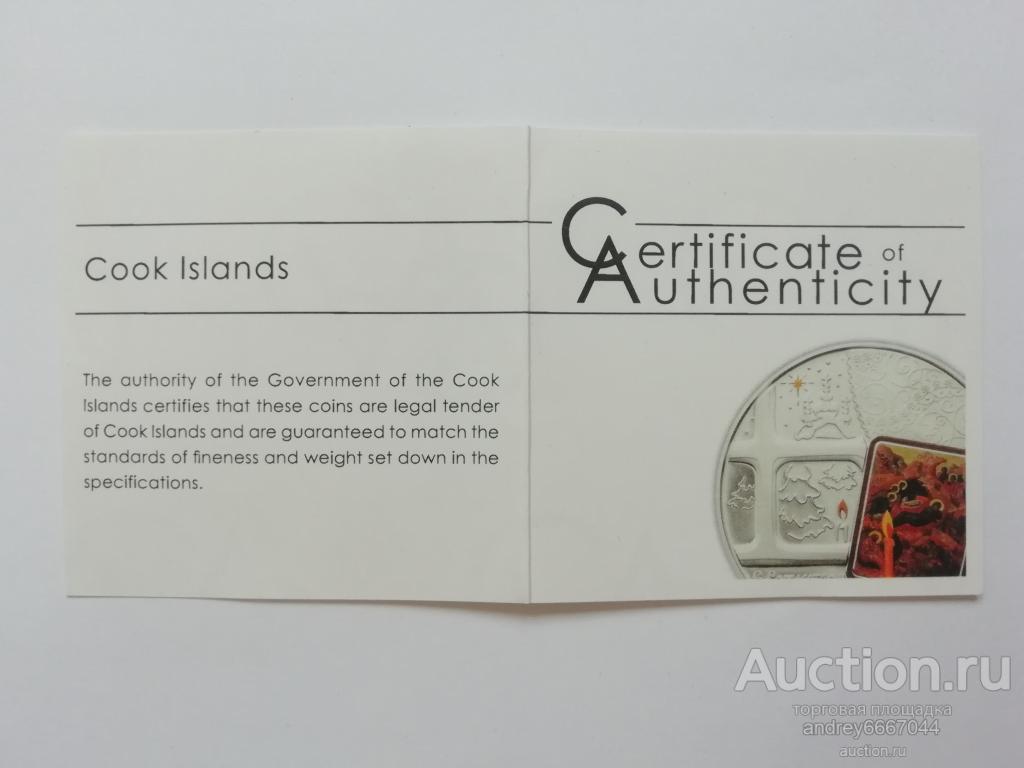 Cook Islands
The authority of the Government of the Cook
Islands certifies that these coins are legal tender
of Cook Islands and are guaranteed to match the
standards of fineness and weight set down in the
specifications.
Certificate of
Authenticity
Auction.ru
торговая площадка
andrey6667044
auction.ru